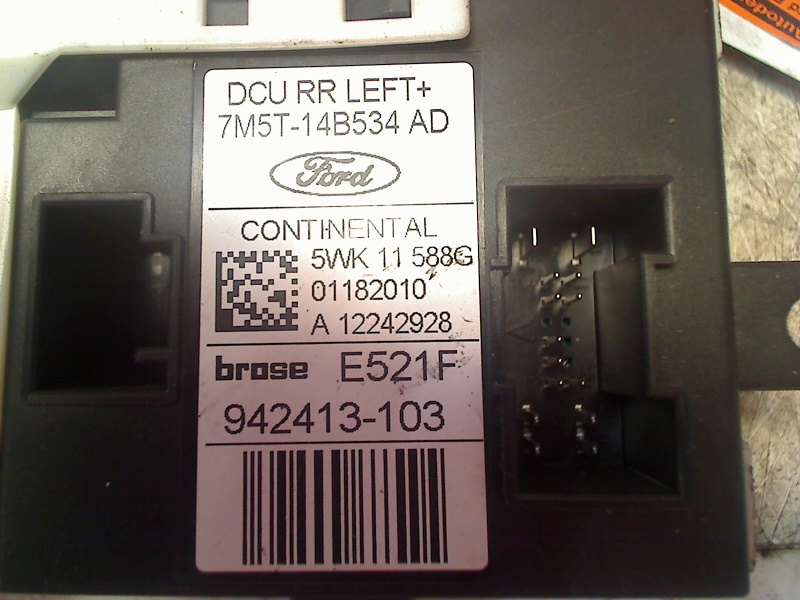 DCU RR LEFT+
7M5T-14B534 AD
Ford
CONTINENTAL
5WK 11 588G
01182010
A 12242928
brose E521F
942413-103